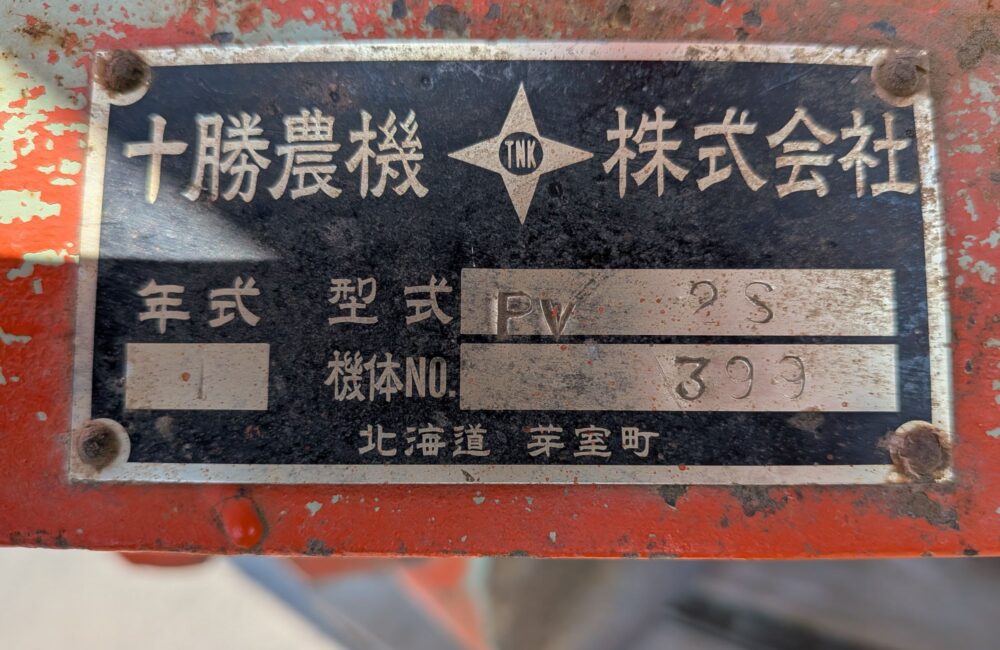 十勝農機 TNK 株式会社
年式 型式 PV 2S
1 機体NO. 399
北海道 芽室町